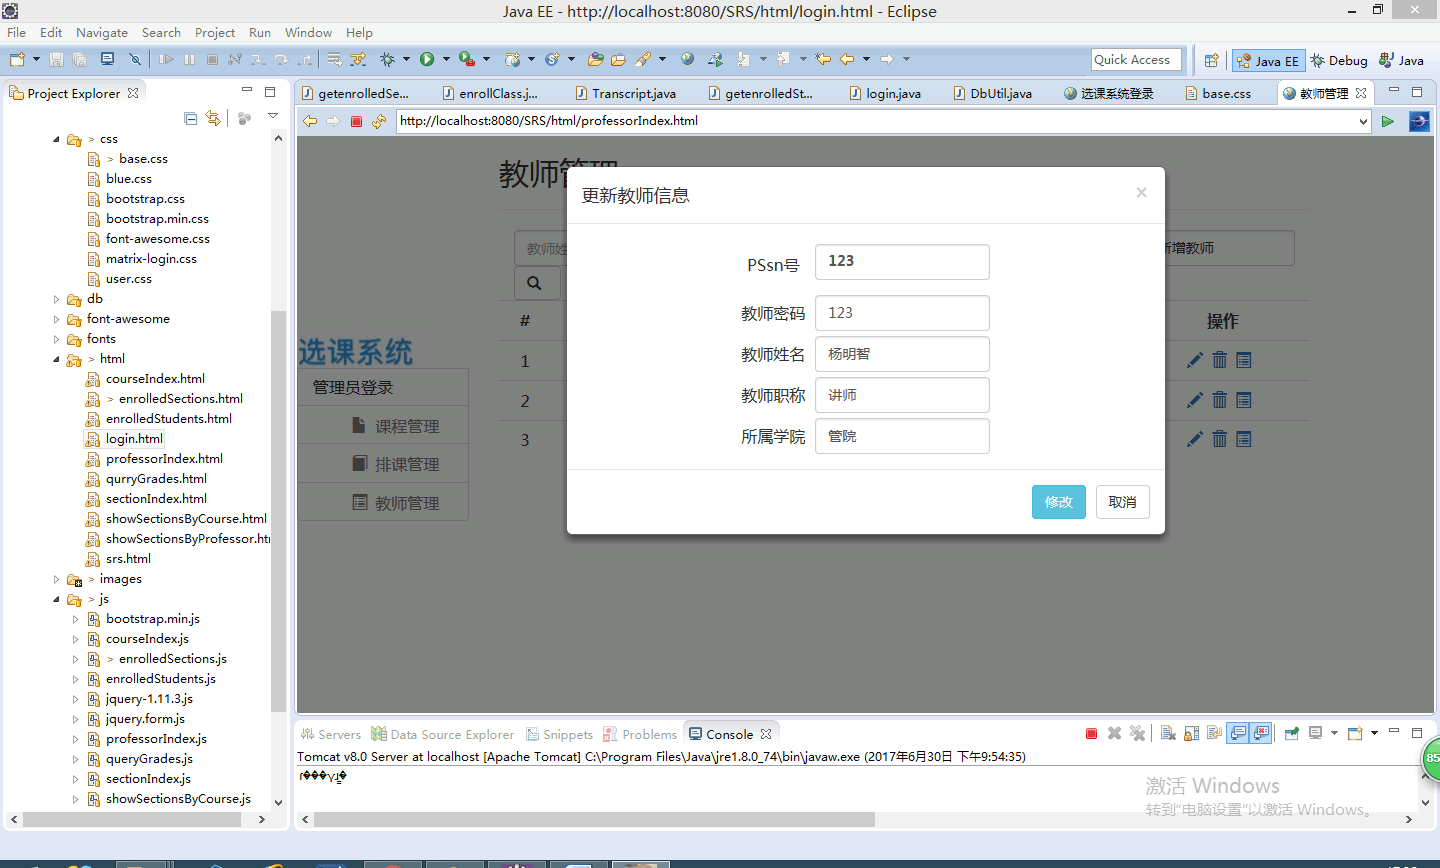 Java EE - http://localhost:8080/SRS/html/login.html - Eclipse
File Edit Navigate Search Project Run Window Help
Quick Access
Java EE
Debug
Java
Project Explorer
getenrolledSe...
enrollClass.j...
Transcript.java
getenrolledSt...
login.java
DbUtil.java
选课系统登录
base.css
教师管理
http://localhost:8080/SRS/html/professorIndex.html
> css
> base.css
blue.css
bootstrap.css
bootstrap.min.css
font-awesome.css
matrix-login.css
user.css
db
font-awesome
fonts
> html
courseIndex.html
> enrolledSections.html
enrolledStudents.html
login.html
professorIndex.html
qurryGrades.html
sectionIndex.html
showSectionsByCourse.html
showSectionsByProfessor.htm
srs.html
> images
> js
bootstrap.min.js
courseIndex.js
> enrolledSections.js
enrolledStudents.js
jquery-1.11.3.js
jquery.form.js
professorIndex.js
queryGrades.js
sectionIndex.js
showSectionsByCourse.js
教师管理
教师姓
新增教师
#
操作
1
2
3
选课系统
管理员登录
课程管理
排课管理
教师管理
更新教师信息
×
PSsn号 123
教师密码 123
教师姓名 杨明智
教师职称 讲师
所属学院 管院
修改 取消
Servers
Data Source Explorer
Snippets
Problems
Console
Tomcat v8.0 Server at localhost [Apache Tomcat] C:\Program Files\Java\jre1.8.0_74\bin\javaw.exe (2017年6月30日 下午9:54:35)
85
激活 Windows
转到“电脑设置”以激活 Windows。